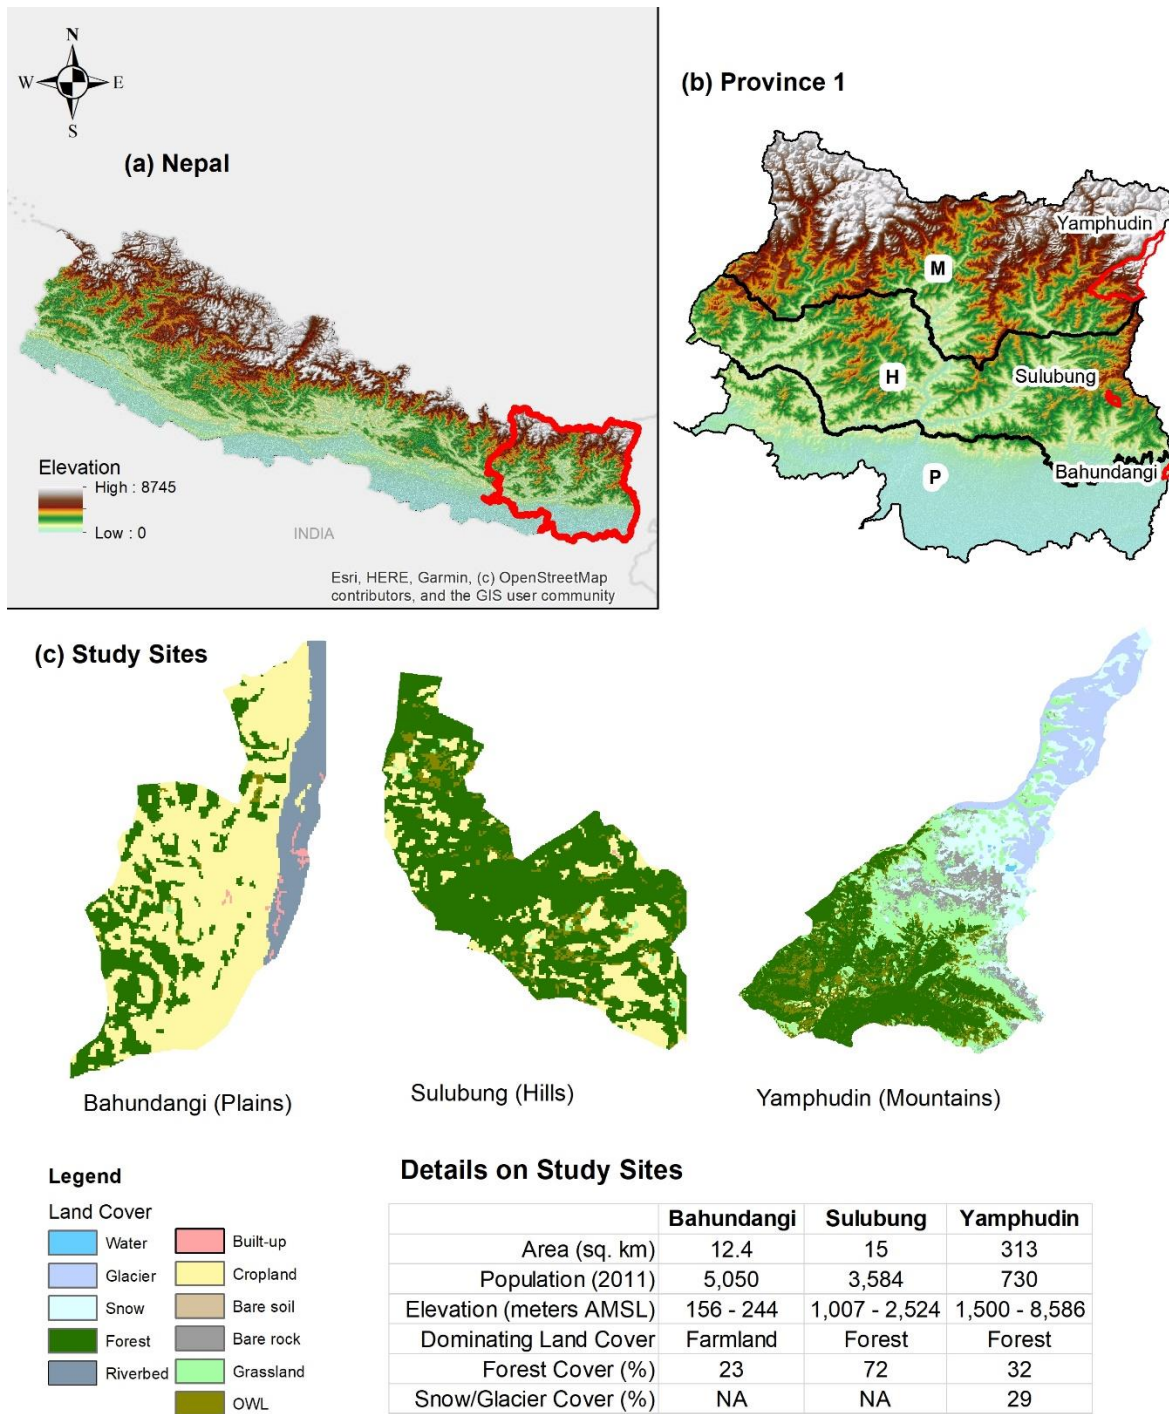 N
W E
S
(a) Nepal
Elevation
High : 8745
Low : 0
INDIA
Esri, HERE, Garmin, (c) OpenStreetMap
contributors, and the GIS user community
(b) Province 1
Yamphudin
M
H
Sulubung
P
Bahundangi
(c) Study Sites
Bahundangi (Plains)
Sulubung (Hills)
Yamphudin (Mountains)
Legend
Land Cover
Water
Glacier
Snow
Forest
Riverbed
Built-up
Cropland
Bare soil
Bare rock
Grassland
OWL
Details on Study Sites
Bahundangi Sulubung Yamphudin
Area (sq. km) 12.4 15 313
Population (2011) 5,050 3,584 730
Elevation (meters AMSL) 156 - 244 1,007 - 2,524 1,500 - 8,586
Dominating Land Cover Farmland Forest Forest
Forest Cover (%) 23 72 32
Snow/Glacier Cover (%) NA NA 29